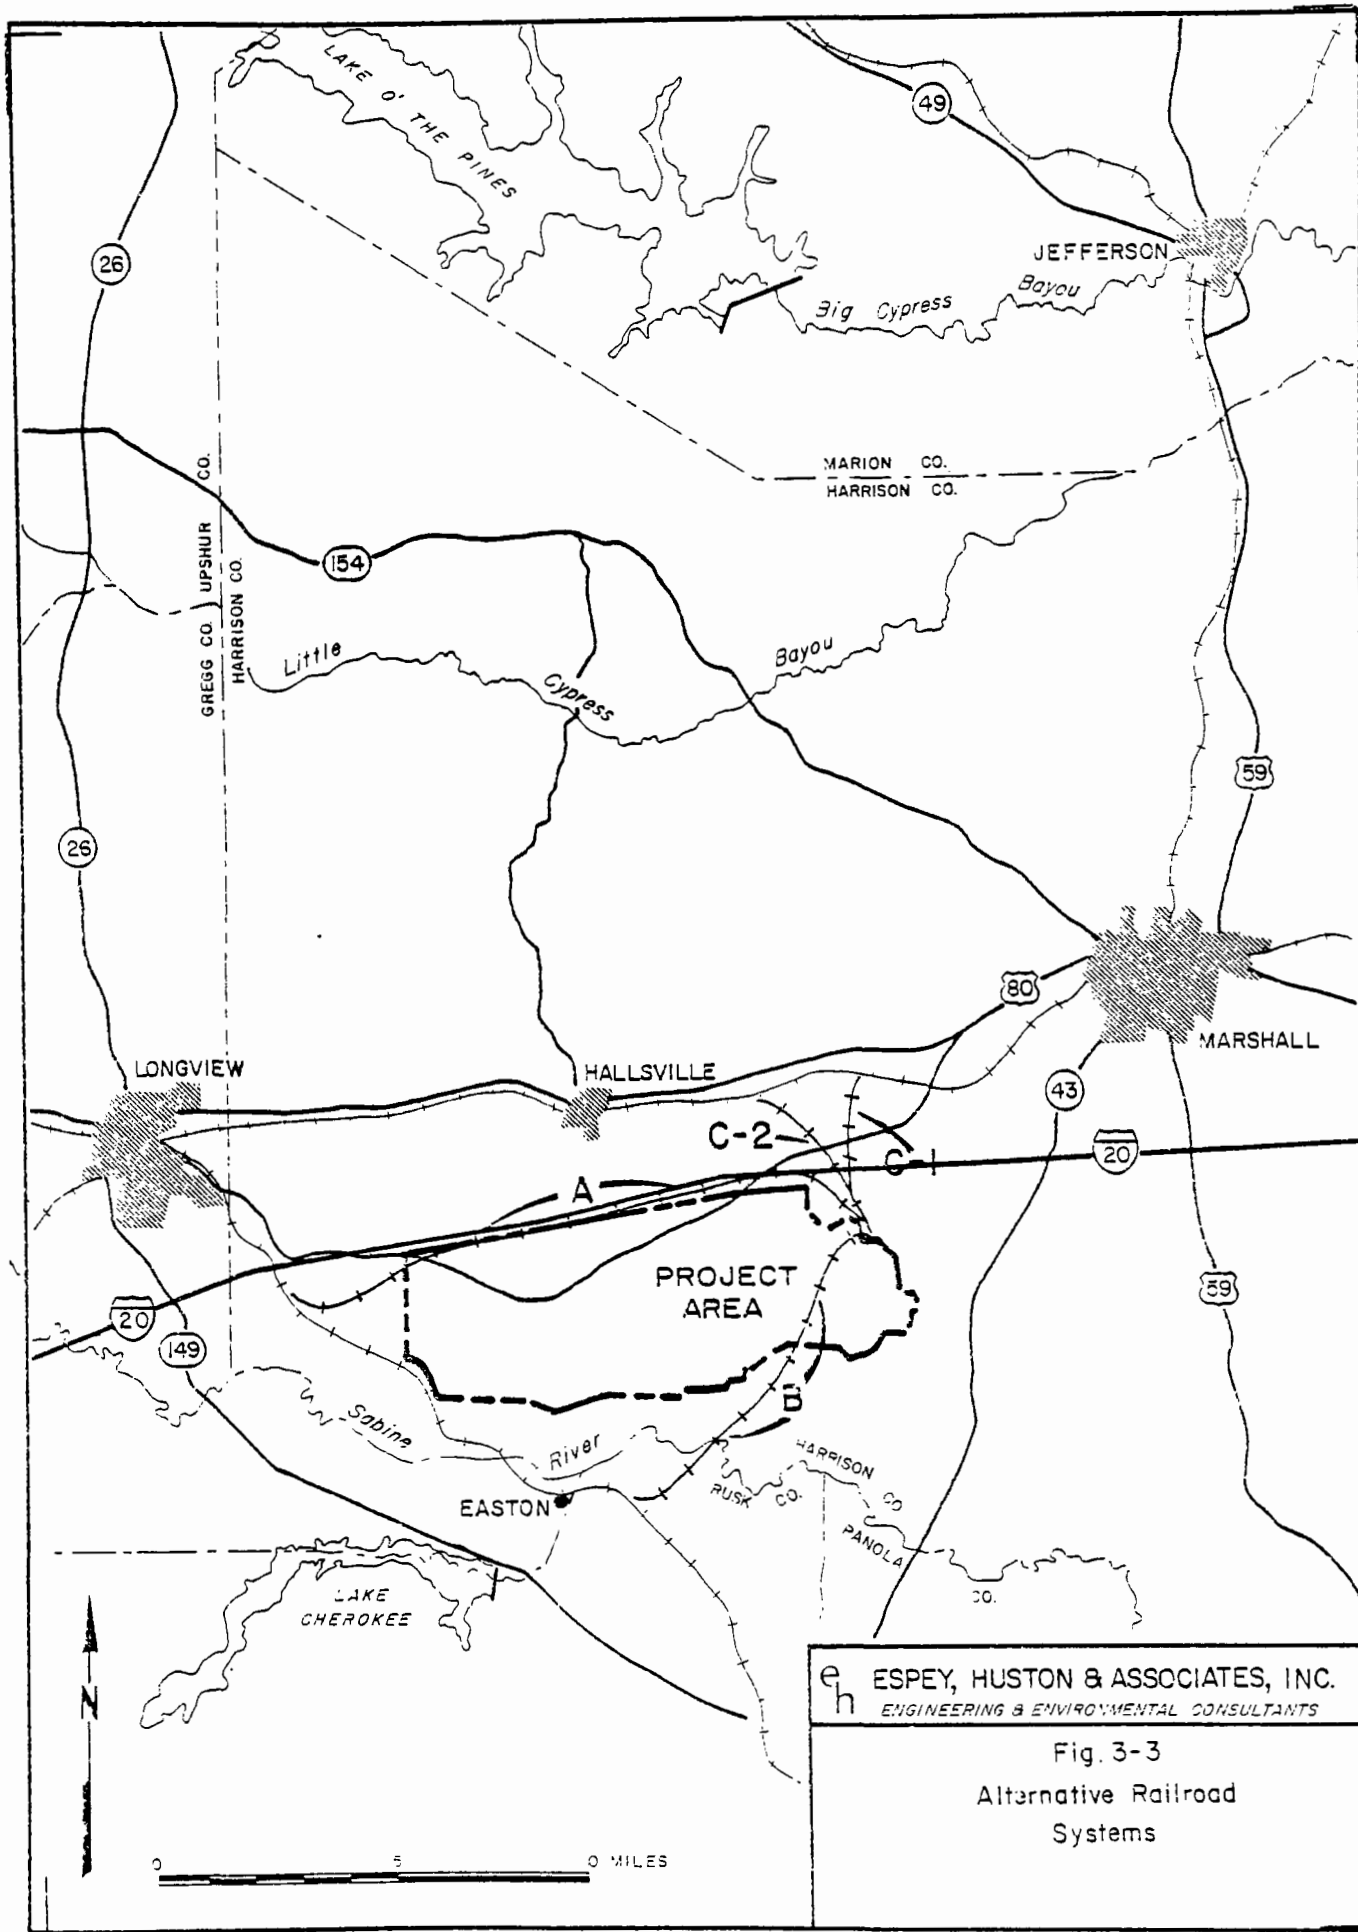 LAKE O' THE PINES
49
26
JEFFERSON
Big Cypress Bayou
MARION CO.
HARRISON CO.
GREGG CO. UPSHUR CO.
HARRISON CO.
154
Little Cypress Bayou
59
26
80
MARSHALL
LONGVIEW
HALLSVILLE
43
C-2
C-1
20
A
PROJECT
AREA
59
20
149
B
Sabine River
HARRISON CO
RUSK CO.
PANOLA CO.
EASTON
LAKE
CHEROKEE
N
0 5 0 MILES
eh ESPEY, HUSTON & ASSOCIATES, INC.
ENGINEERING & ENVIRONMENTAL CONSULTANTS
Fig. 3-3
Alternative Railroad
Systems